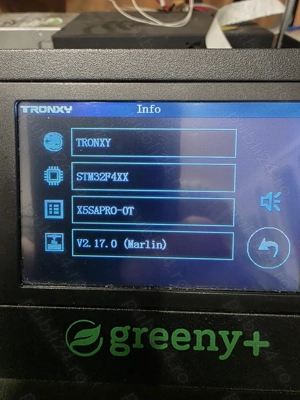 TRONXY
Info
TRONXY
STM32F4XX
X5SAPRO-OT
V2.17.0 (Marlin)
greeny+